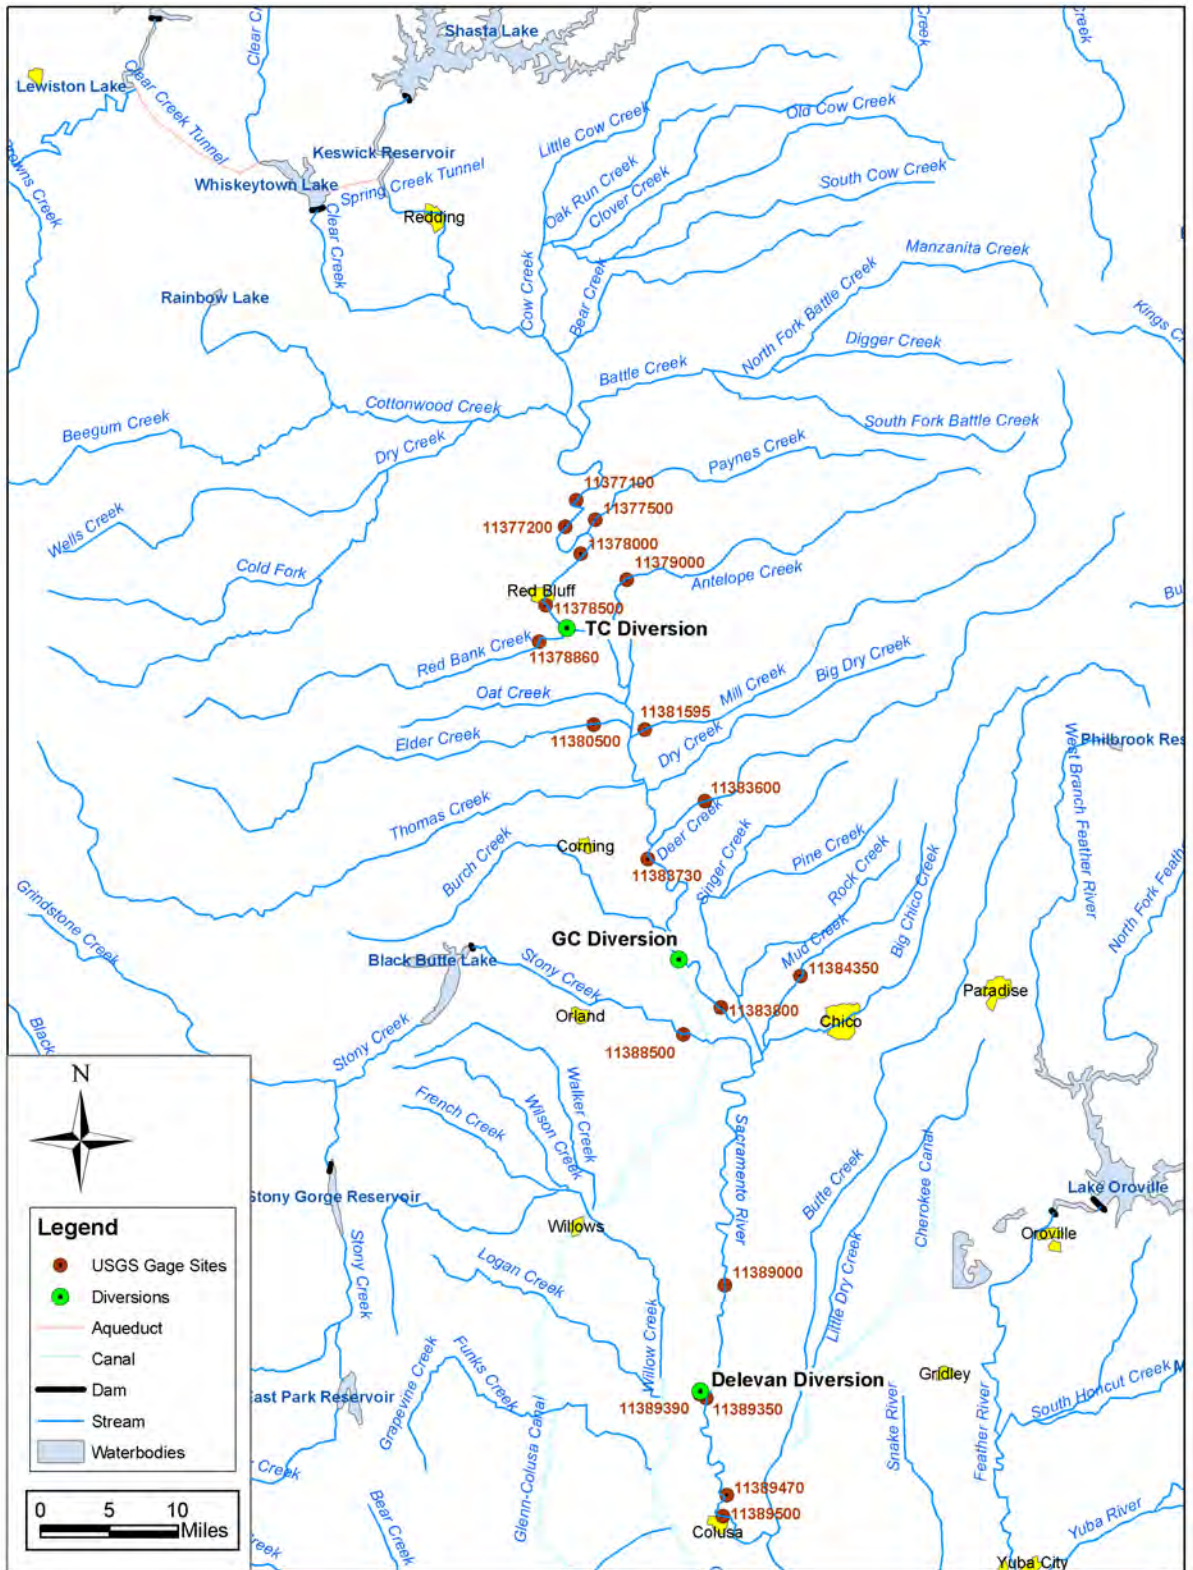 Creek
Creek
Clear Cr
Shasta Lake
Lewiston Lake
Clear Creek Tunnel
Little Cow Creek
Old Cow Creek
Keswick Reservoir
Whiskeytown Lake
Spring Creek Tunnel
Oak Run Creek
Clover Creek
South Cow Creek
Browns Creek
Clear Creek
Redding
Manzanita Creek
Rainbow Lake
Cow Creek
Bear Creek
North Fork Battle Creek
Kings C
Digger Creek
Battle Creek
Cottonwood Creek
South Fork Battle Creek
Beegum Creek
Dry Creek
Paynes Creek
11377100
11377500
11377200
Wells Creek
11378000
Cold Fork
11379000
Antelope Creek
Red Bluff
11378500
Bu
TC Diversion
Red Bank Creek
11378860
Big Dry Creek
Oat Creek
Mill Creek
11381595
Elder Creek
11380500
Dry Creek
Philbrook Res
West Branch Feather River
11383600
Thomas Creek
Deer Creek
Corning
Burch Creek
Singer Creek
Pine Creek
Rock Creek
11383730
Big Chico Creek
North Fork Feathe
Grindstone Creek
GC Diversion
Mud Creek
Black Butte Lake
Stony Creek
11384350
Paradise
Orland
11383800
Chico
Black
Stony Creek
11388500
Walker Creek
Wilson Creek
French Creek
Sacramento River
Butte Creek
Cherokee Canal
Stony Gorge Reservoir
Lake Oroville
Willows
Oroville
Stony Creek
Logan Creek
11389000
Little Dry Creek
Willow Creek
Funks Creek
Grapevine Creek
Delevan Diversion
Gridley
East Park Reservoir
11389390
11389350
South Honcut Creek
Snake River
Feather River
Glenn-Colusa Canal
r Creek
11389470
11389500
Colusa
Bear Creek
Yuba River
reek
Yuba City
N
Legend
USGS Gage Sites
Diversions
Aqueduct
Canal
Dam
Stream
Waterbodies
0 5 10
Miles